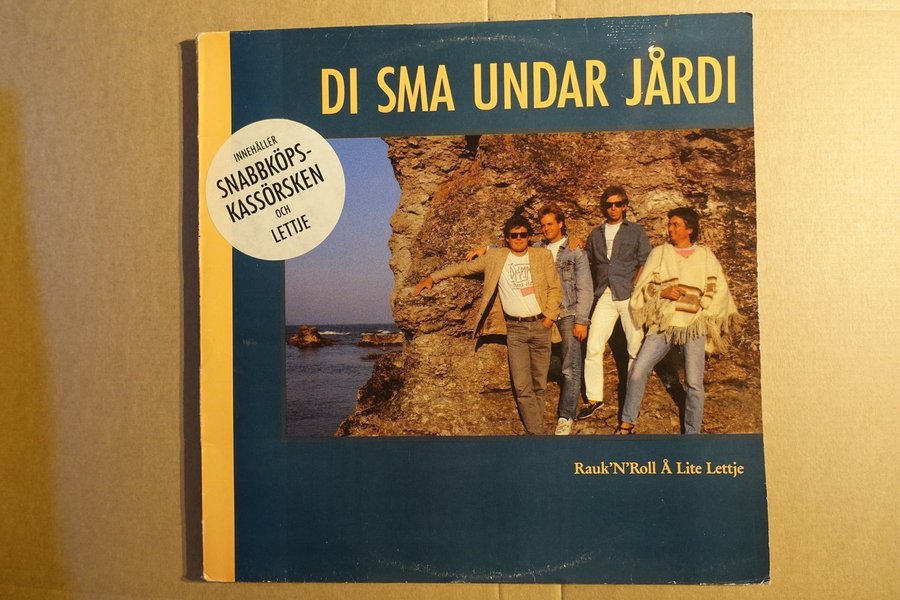 DI SMA UNDAR JÅRDI
INNEHÅLLER
SNABBKÖPS-
KASSÖRSKEN
OCH
LETTJE
Rauk'N'Roll Å Lite Lettje